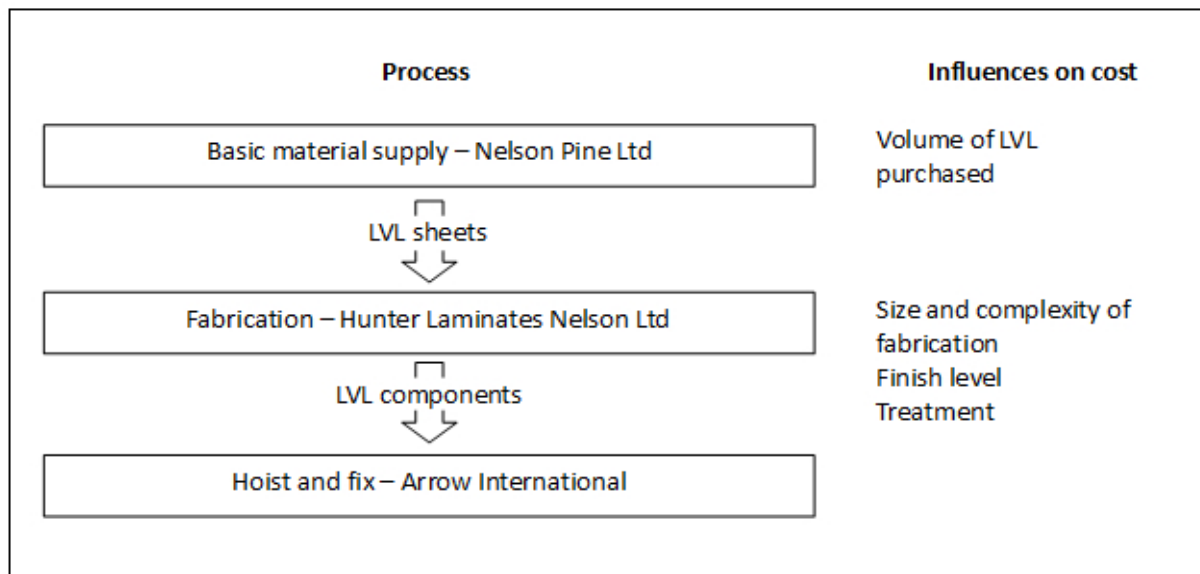 Process
Influences on cost
Basic material supply – Nelson Pine Ltd
Volume of LVL
purchased
LVL sheets
Fabrication – Hunter Laminates Nelson Ltd
Size and complexity of
fabrication
Finish level
Treatment
LVL components
Hoist and fix – Arrow International